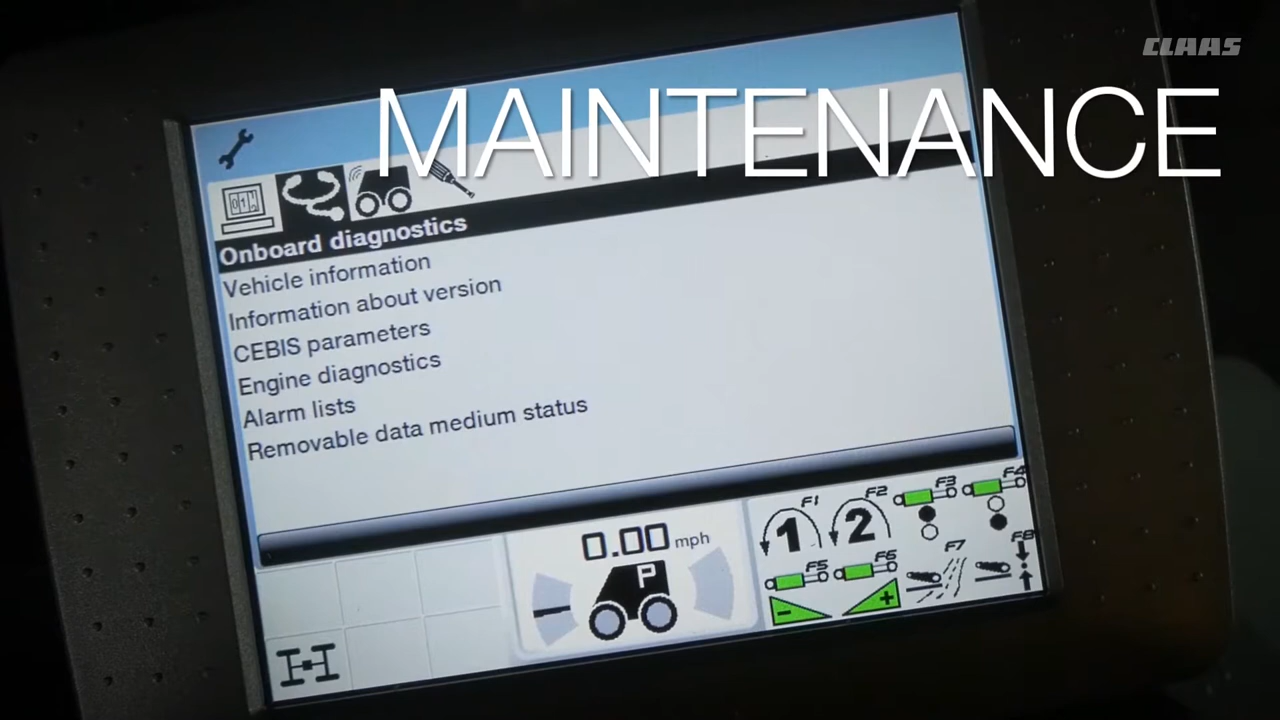 CLAAS
MAINTENANCE
Onboard diagnostics
Vehicle information
Information about version
CEBIS parameters
Engine diagnostics
Alarm lists
Removable data medium status
0.00 mph
P
F1 F2 F3 F4
1 2
F5 F6 F7 F8